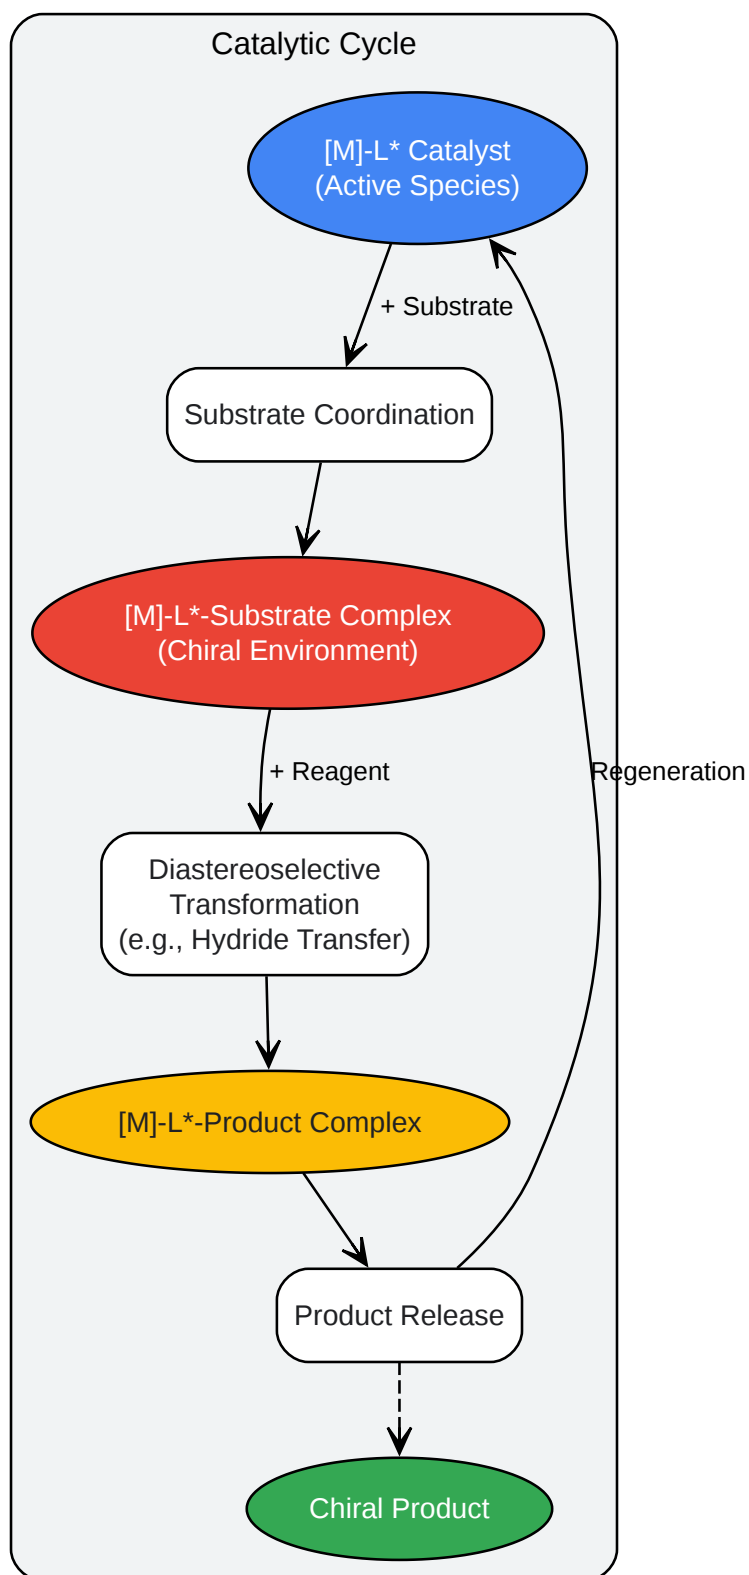 Catalytic Cycle
[M]-L* Catalyst
(Active Species)
+ Substrate
Substrate Coordination
[M]-L*-Substrate Complex
(Chiral Environment)
+ Reagent
Regeneration
Diastereoselective
Transformation
(e.g., Hydride Transfer)
[M]-L*-Product Complex
Product Release
Chiral Product